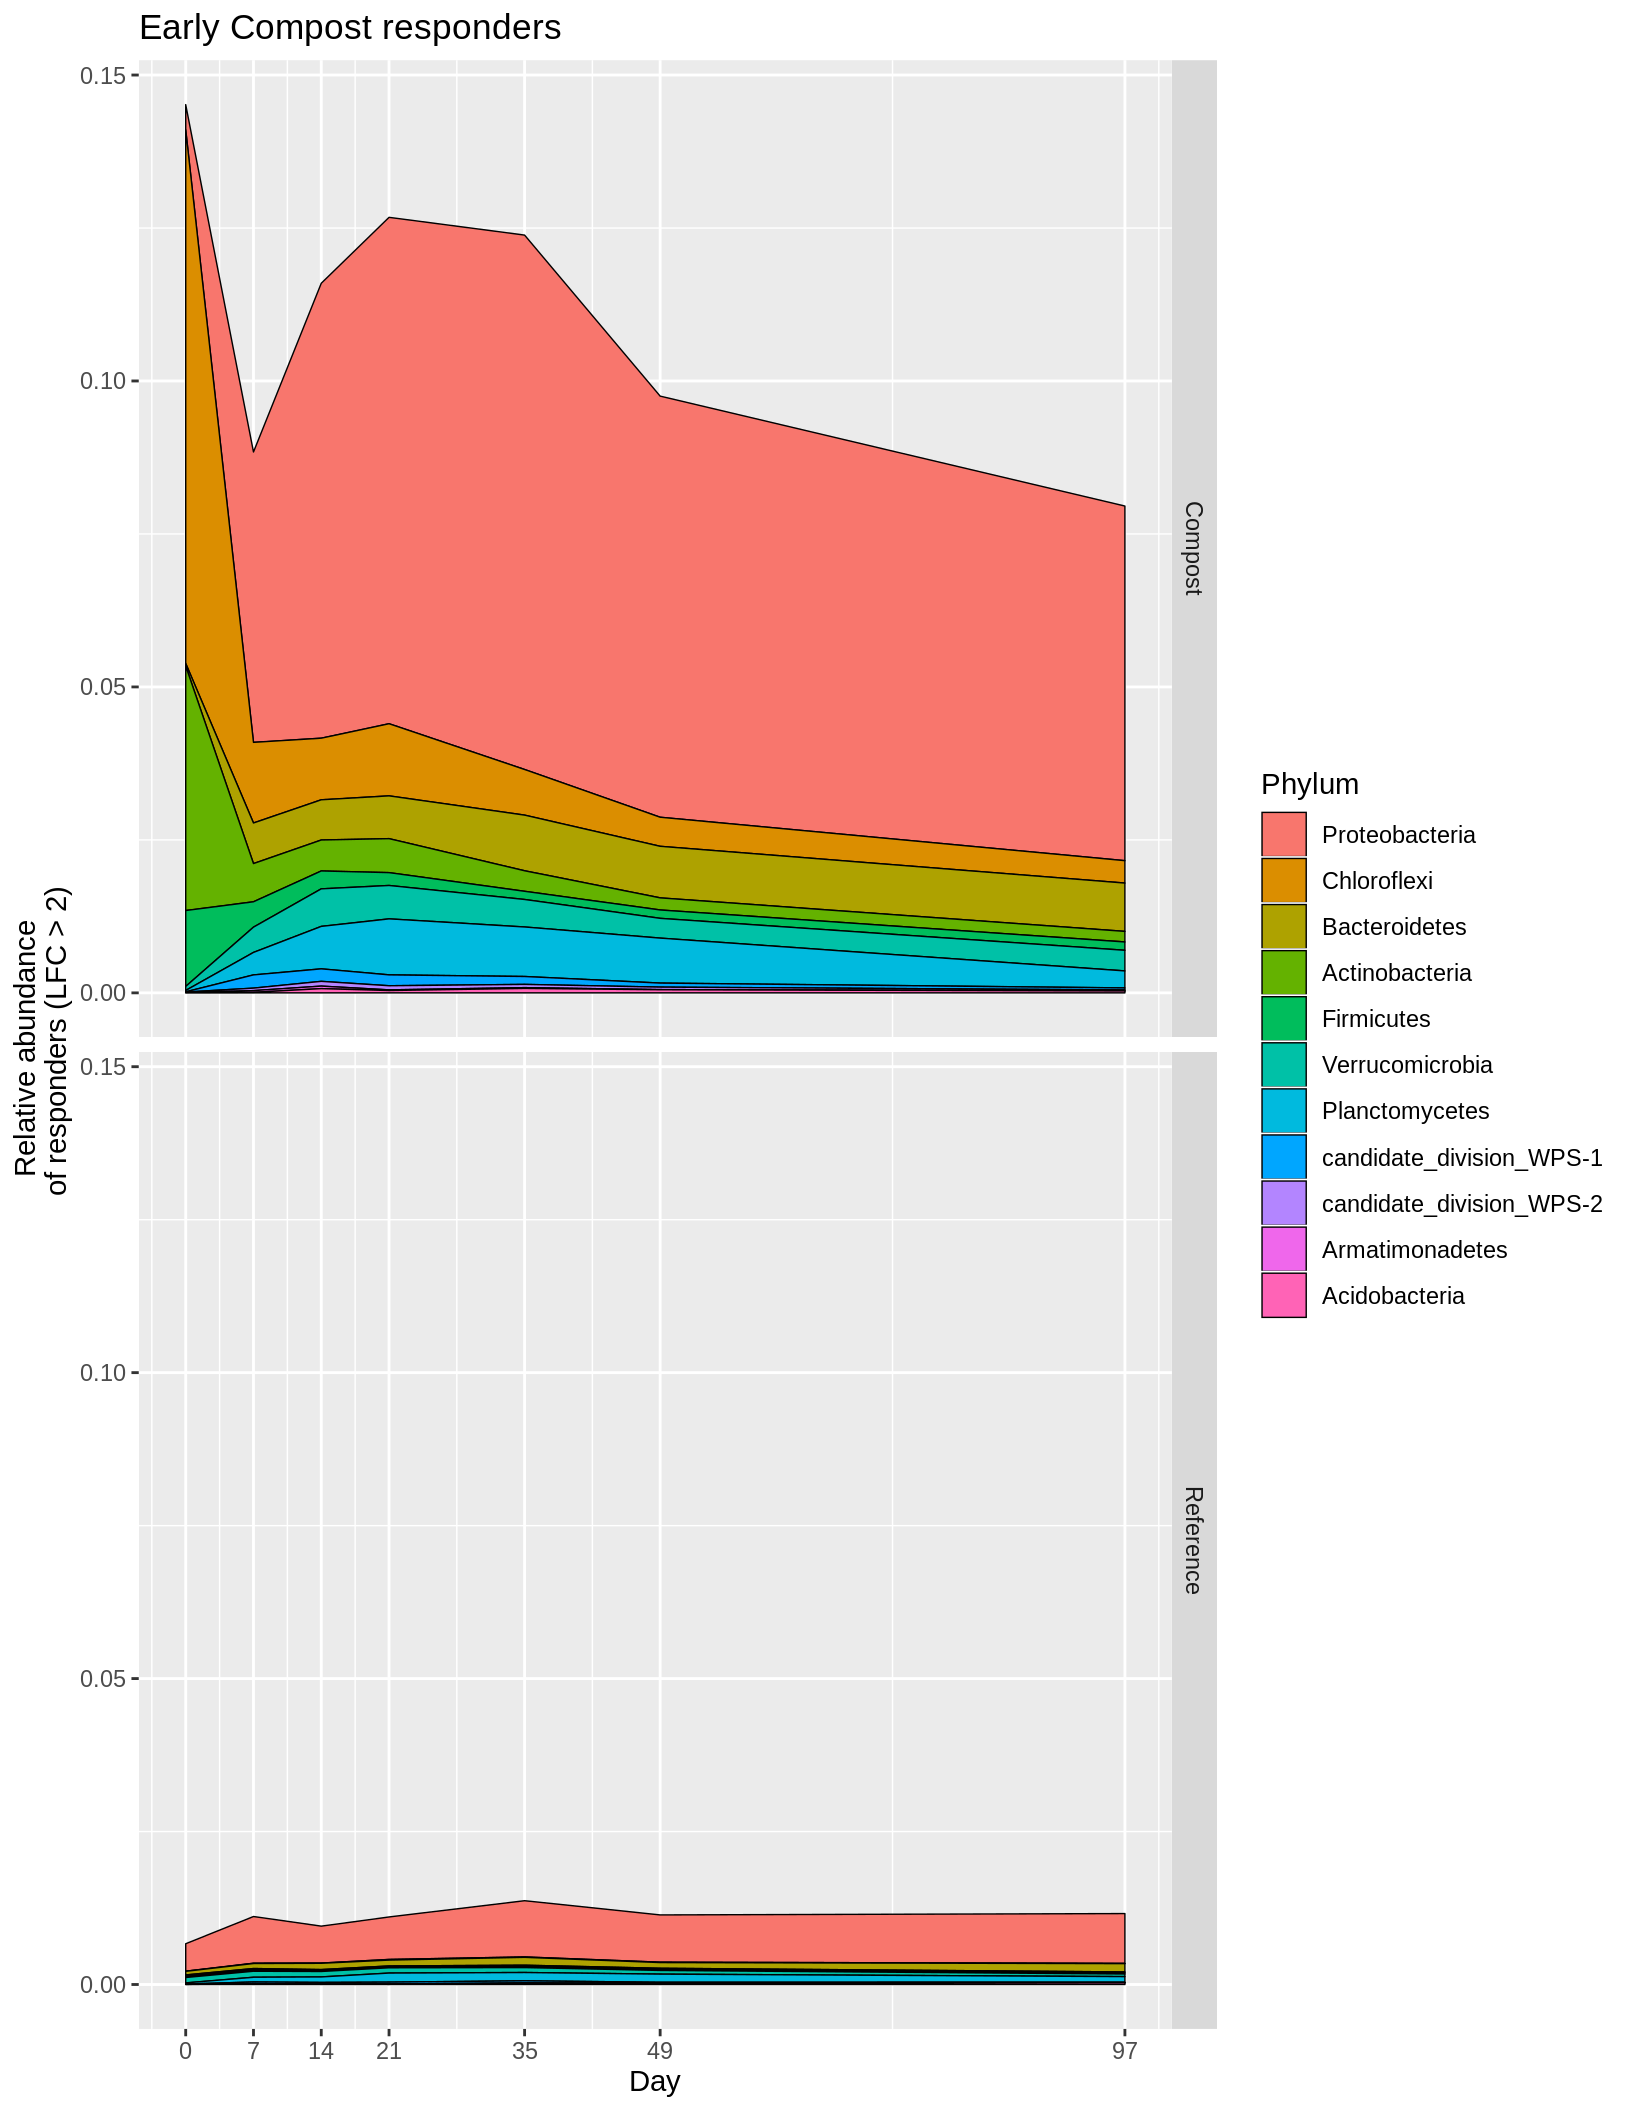 Early Compost responders
0.15
0.10
0.05
0.00
Compost
0.15
0.10
0.05
0.00
Reference
0 7 14 21 35 49 97
Day
Relative abundance
of responders (LFC > 2)
Phylum
Proteobacteria
Chloroflexi
Bacteroidetes
Actinobacteria
Firmicutes
Verrucomicrobia
Planctomycetes
candidate_division_WPS-1
candidate_division_WPS-2
Armatimonadetes
Acidobacteria